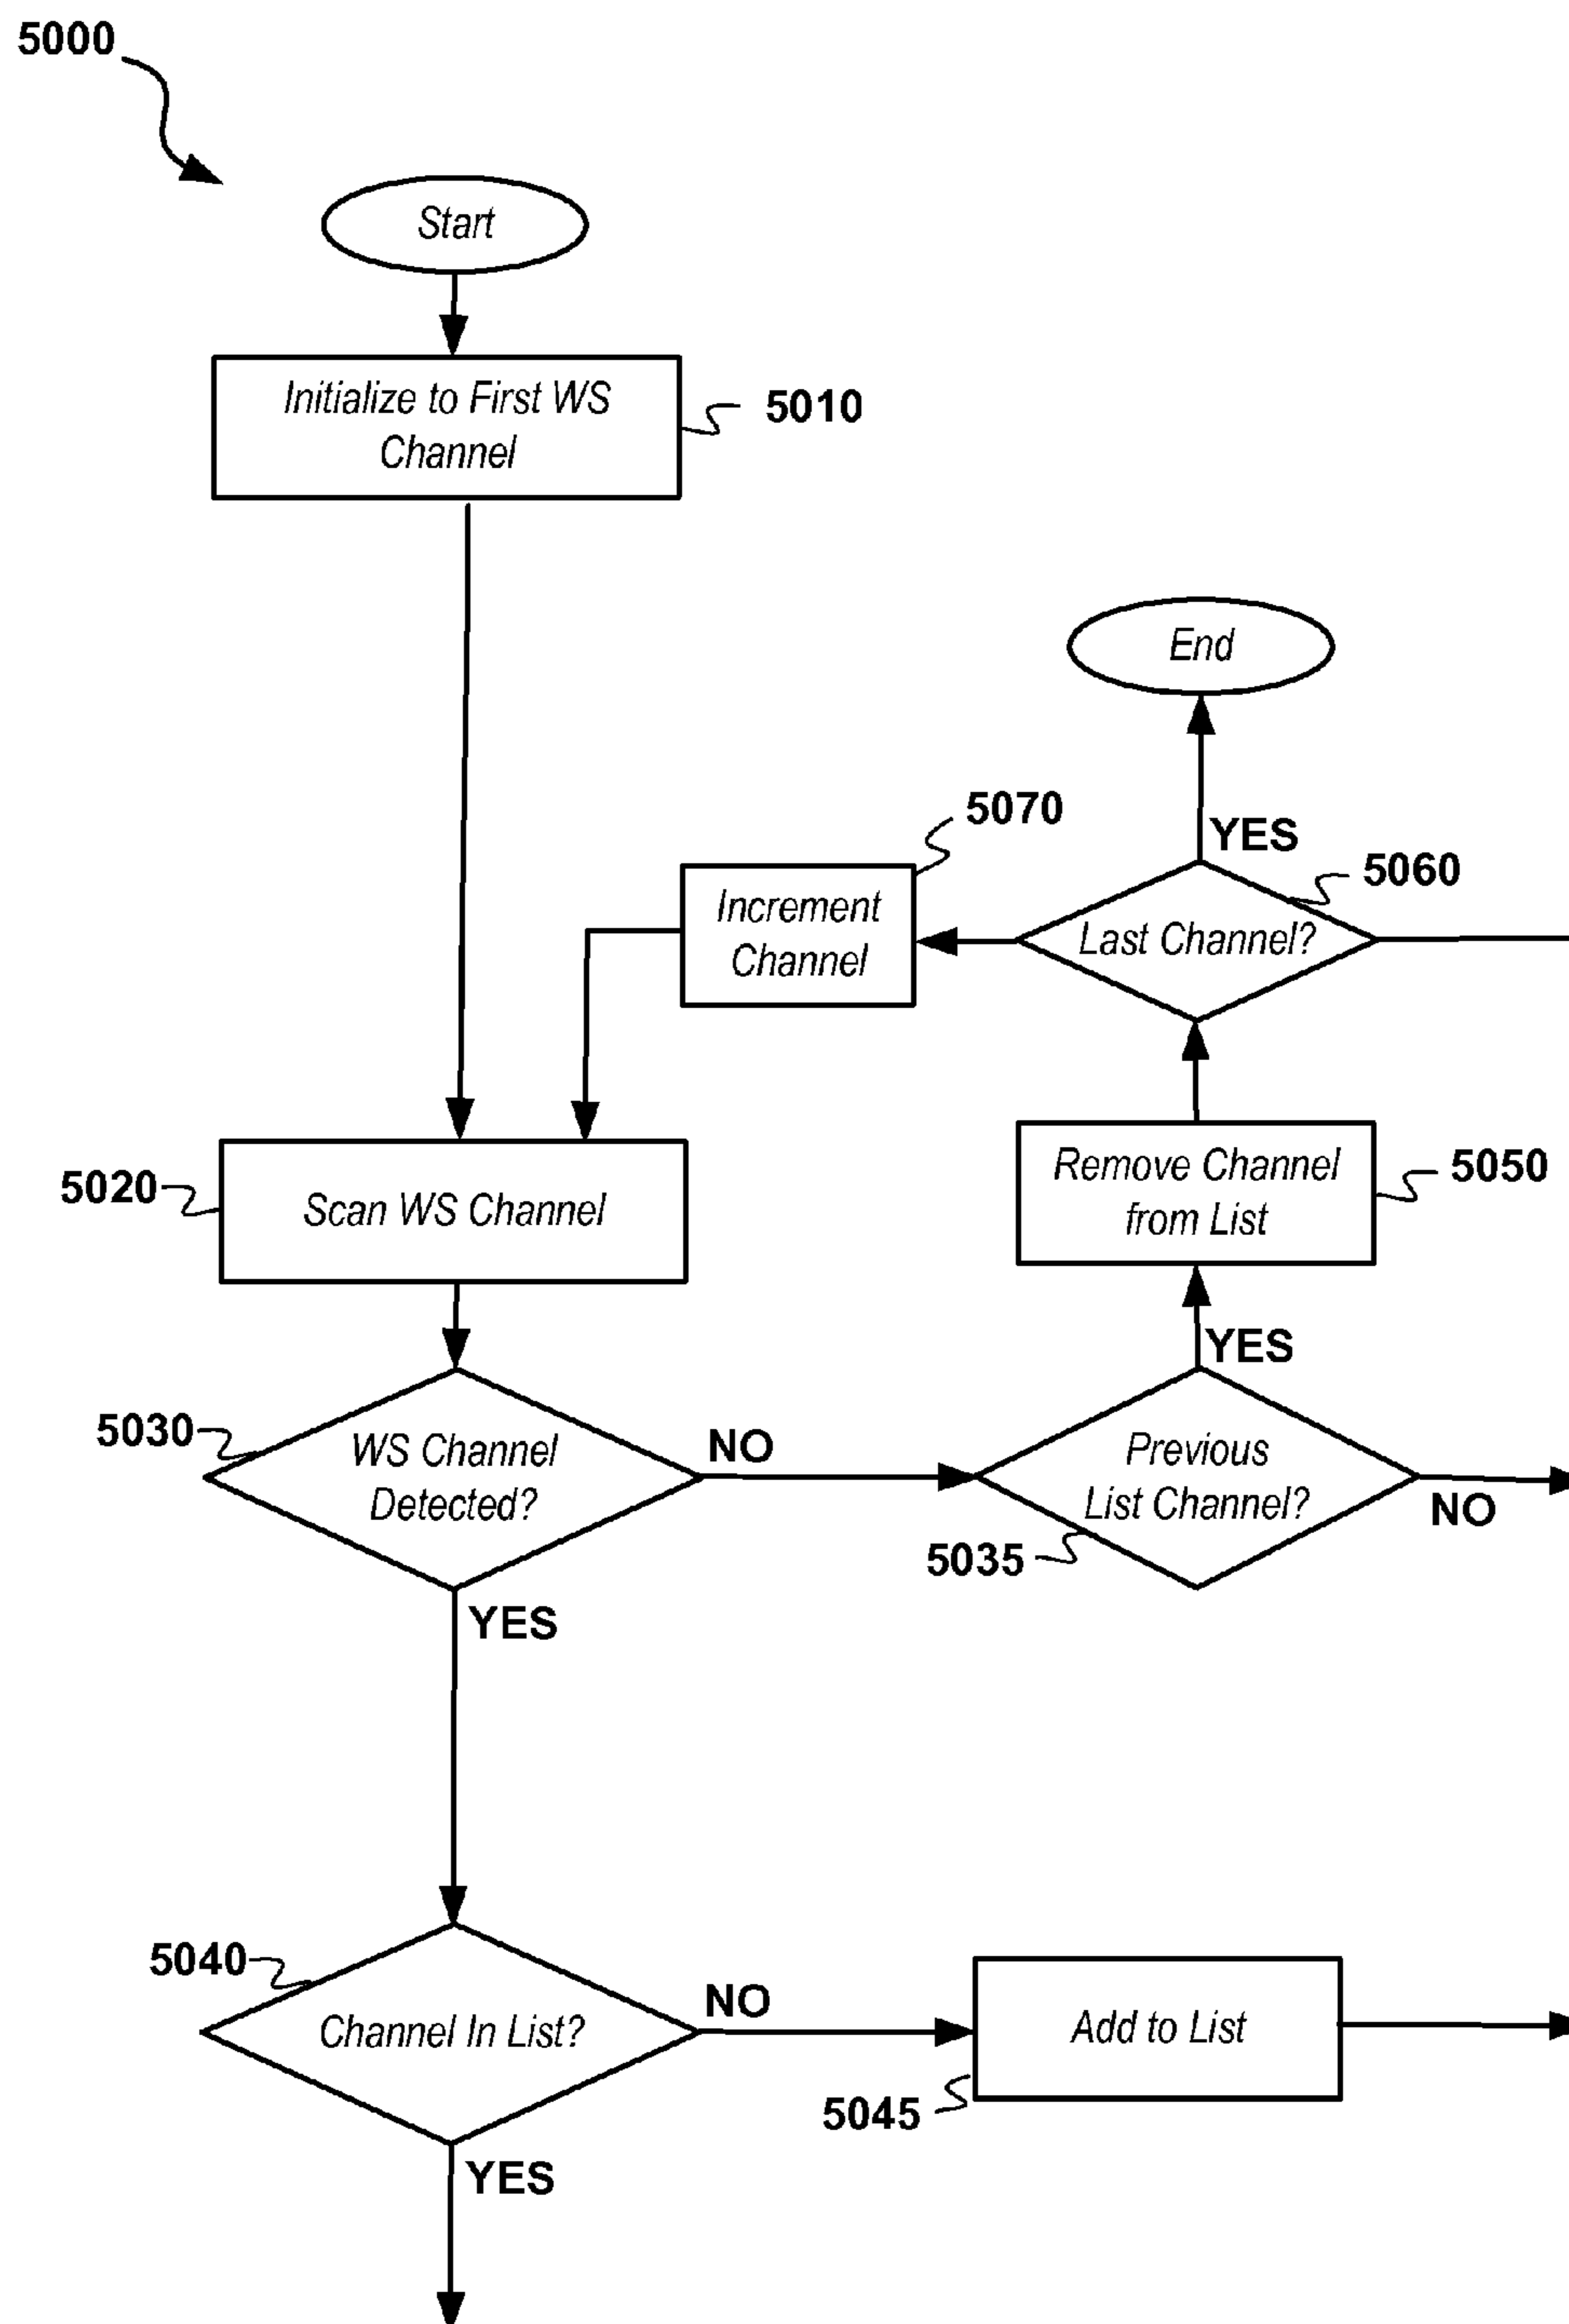 5000
Start
Initialize to First WS
Channel
5010
End
5070
YES
5060
Increment
Channel
Last Channel?
5020
Scan WS Channel
Remove Channel
from List
5050
YES
5030
WS Channel
Detected?
NO
Previous
List Channel?
NO
5035
YES
5040
Channel In List?
NO
Add to List
5045
YES